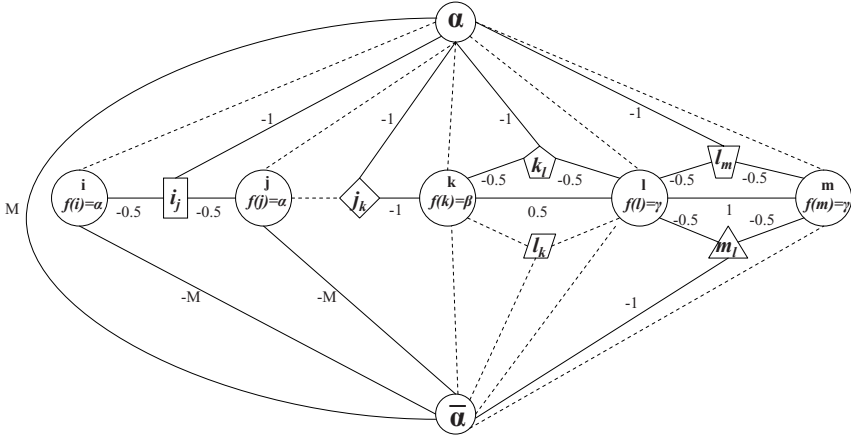 α
-1
-1
-1
-1
i
f(i)=α
-0.5
i_j
-0.5
j
f(j)=α
j_k
-1
k
f(k)=β
-0.5
k_l
-0.5
0.5
l_k
l
f(l)=γ
-0.5
l_m
-0.5
1
-0.5
m_l
-0.5
m
f(m)=γ
M
-M
-M
-1
α̅